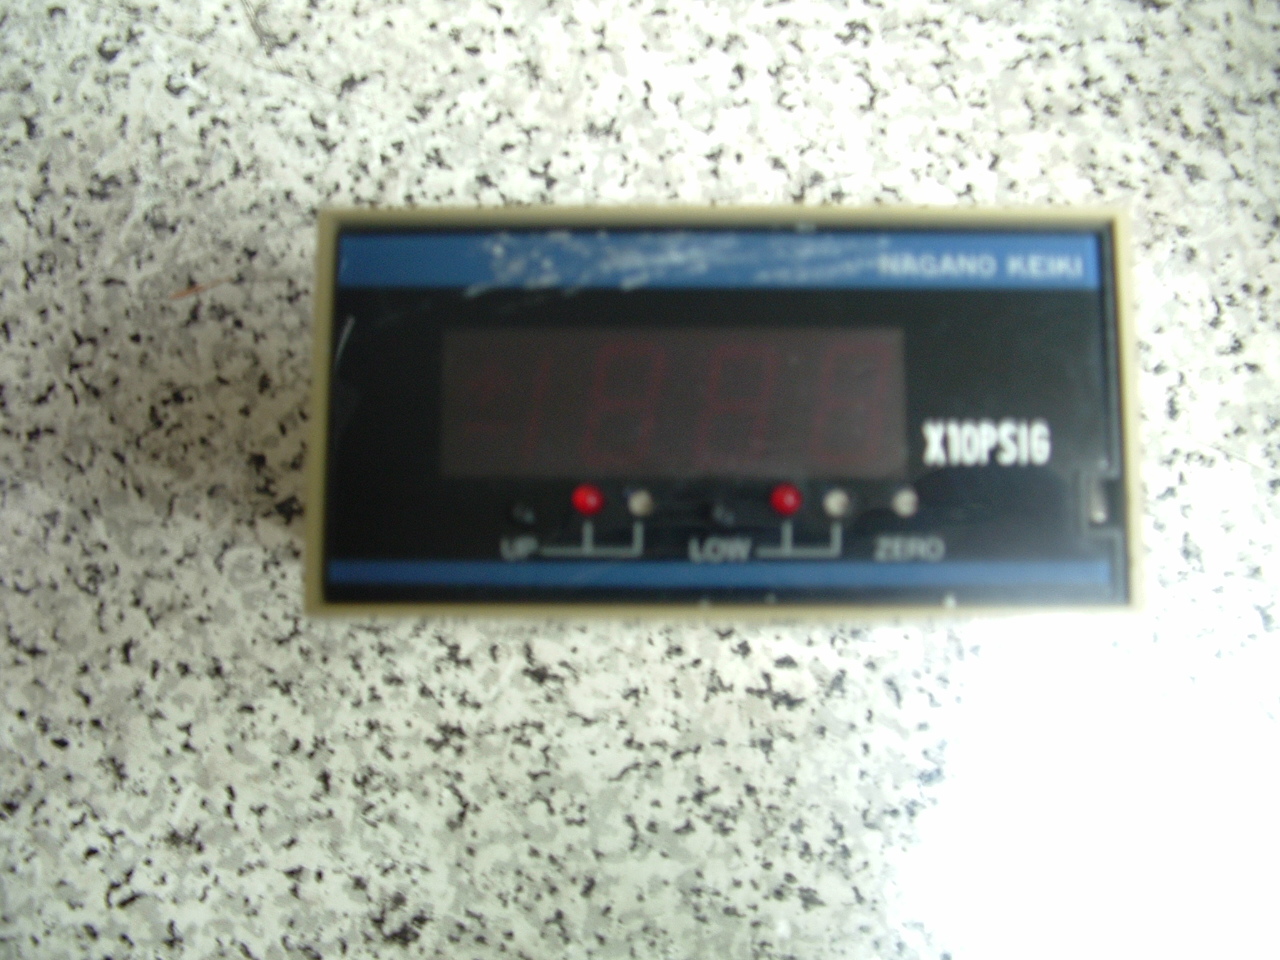 NAGANO KEIKI
X10PSIG
UP LOW ZERO